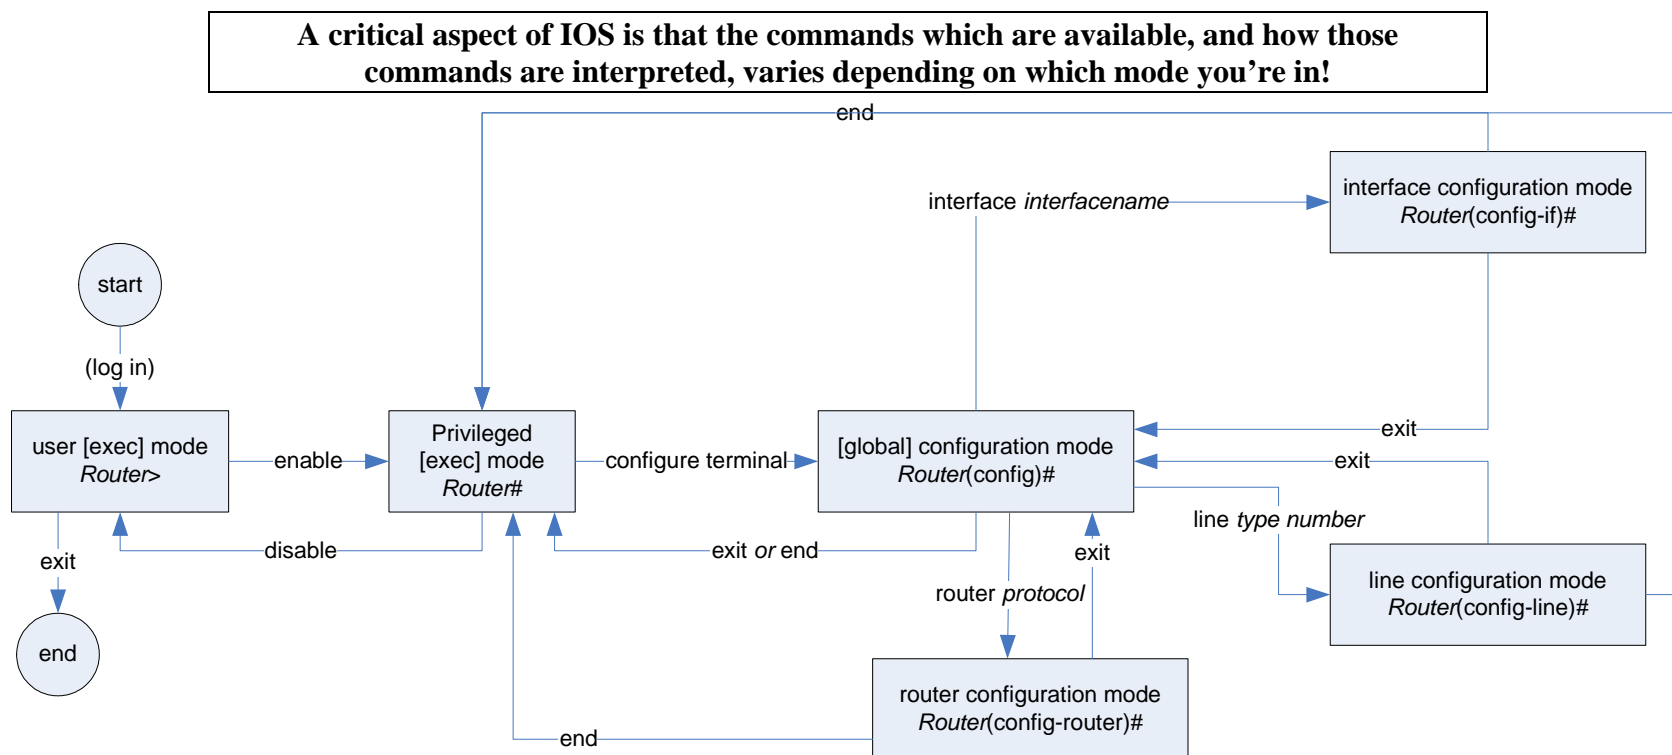 A critical aspect of IOS is that the commands which are available, and how those
commands are interpreted, varies depending on which mode you’re in!
end
interface configuration mode
Router(config-if)#
interface interfacename
start
(log in)
user [exec] mode
Router>
enable
Privileged
[exec] mode
Router#
configure terminal
[global] configuration mode
Router(config)#
exit
exit
line type number
disable
exit or end
exit
exit
router protocol
line configuration mode
Router(config-line)#
end
router configuration mode
Router(config-router)#
end